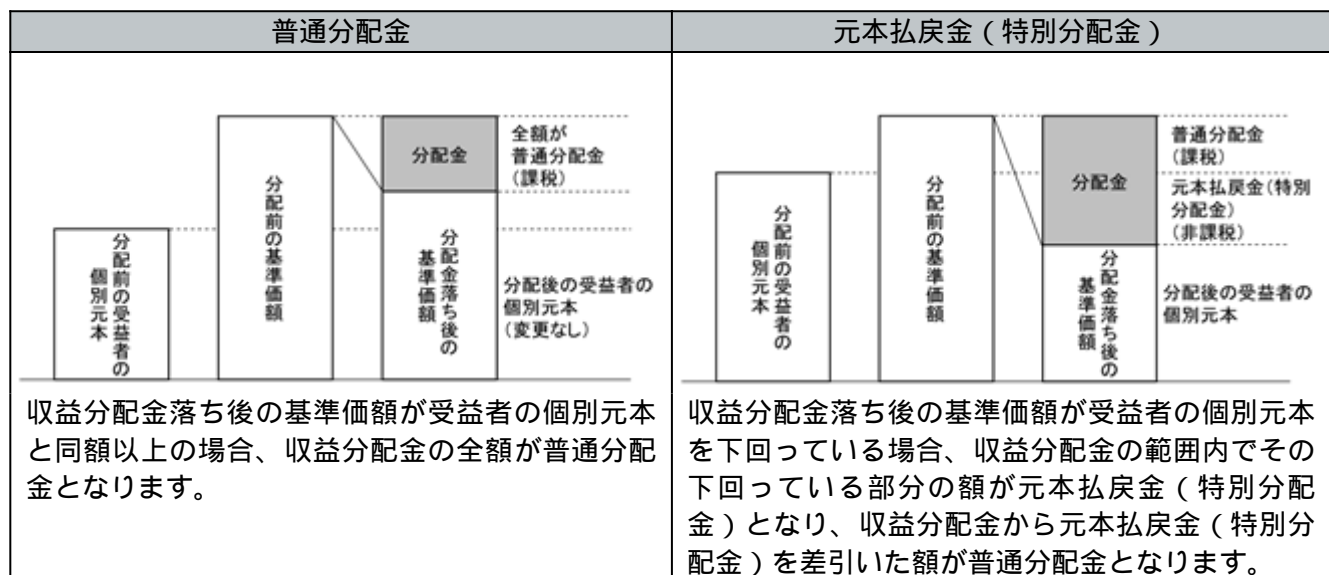 普通分配金
分配前の受益者の
個別元本
分配前の基準価額
分配金
分配金落ち後の
基準価額
全額が
普通分配金
(課税)
分配後の受益者の
個別元本
(変更なし)
収益分配金落ち後の基準価額が受益者の個別元本
と同額以上の場合、収益分配金の全額が普通分配
金となります。
元本払戻金(特別分配金)
分配前の受益者の
個別元本
分配前の基準価額
分配金
分配金落ち後の
基準価額
普通分配金
(課税)
元本払戻金(特別
分配金)
(非課税)
分配後の受益者の
個別元本
収益分配金落ち後の基準価額が受益者の個別元本
を下回っている場合、収益分配金の範囲内でその
下回っている部分の額が元本払戻金(特別分配
金)となり、収益分配金から元本払戻金(特別分
配金)を差引いた額が普通分配金となります。